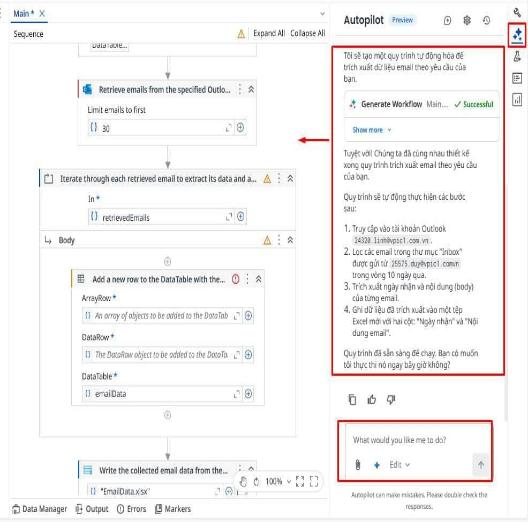 Main * X
Sequence
Expand All Collapse All
DataTable...
Retrieve emails from the specified Outlo...
Limit emails to first
30
Iterate through each retrieved email to extract its data and a...
In *
retrievedEmails
Body
Add a new row to the DataTable with the...
ArrayRow *
An array of objects to be added to the DataTab
DataRow *
The DataRow object to be added to the DataTa
DataTable *
emailData
Write the collected email data from the...
"EmailData.xlsx"
100%
Data Manager Output Errors Markers
Autopilot Preview
Tôi sẽ tạo một quy trình tự động hóa để
trích xuất dữ liệu email theo yêu cầu của
bạn.
Generate Workflow Main... Successful
Show more
Tuyệt vời! Chúng ta đã cùng nhau thiết kế
xong quy trình trích xuất email theo yêu cầu
của bạn.
Quy trình sẽ tự động thực hiện các bước
sau:
1. Truy cập vào tài khoản Outlook
24320.linh@vpic1.com.vn.
2. Lọc các email trong thư mục "Inbox"
được gửi từ 25575.duy@vpic1.comvn
trong vòng 10 ngày qua.
3. Trích xuất ngày nhận và nội dung (body)
của từng email.
4. Ghi dữ liệu đã trích xuất vào một tệp
Excel mới với hai cột: "Ngày nhận" và "Nội
dung email".
Quy trình đã sẵn sàng để chạy. Bạn có muốn
tôi thực thi nó ngay bây giờ không?
What would you like me to do?
Edit
Autopilot can make mistakes. Please double check the
responses.